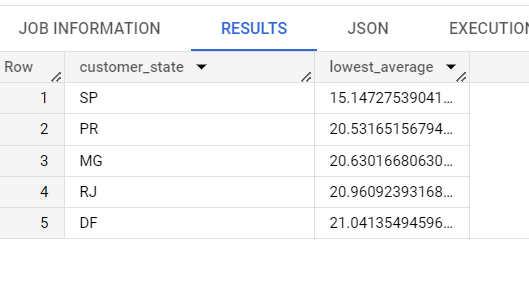 JOB INFORMATION RESULTS JSON EXECUTION
Row customer_state lowest_average
1 SP 15.14727539041…
2 PR 20.53165156794…
3 MG 20.63016680630…
4 RJ 20.96092393168…
5 DF 21.04135494596…